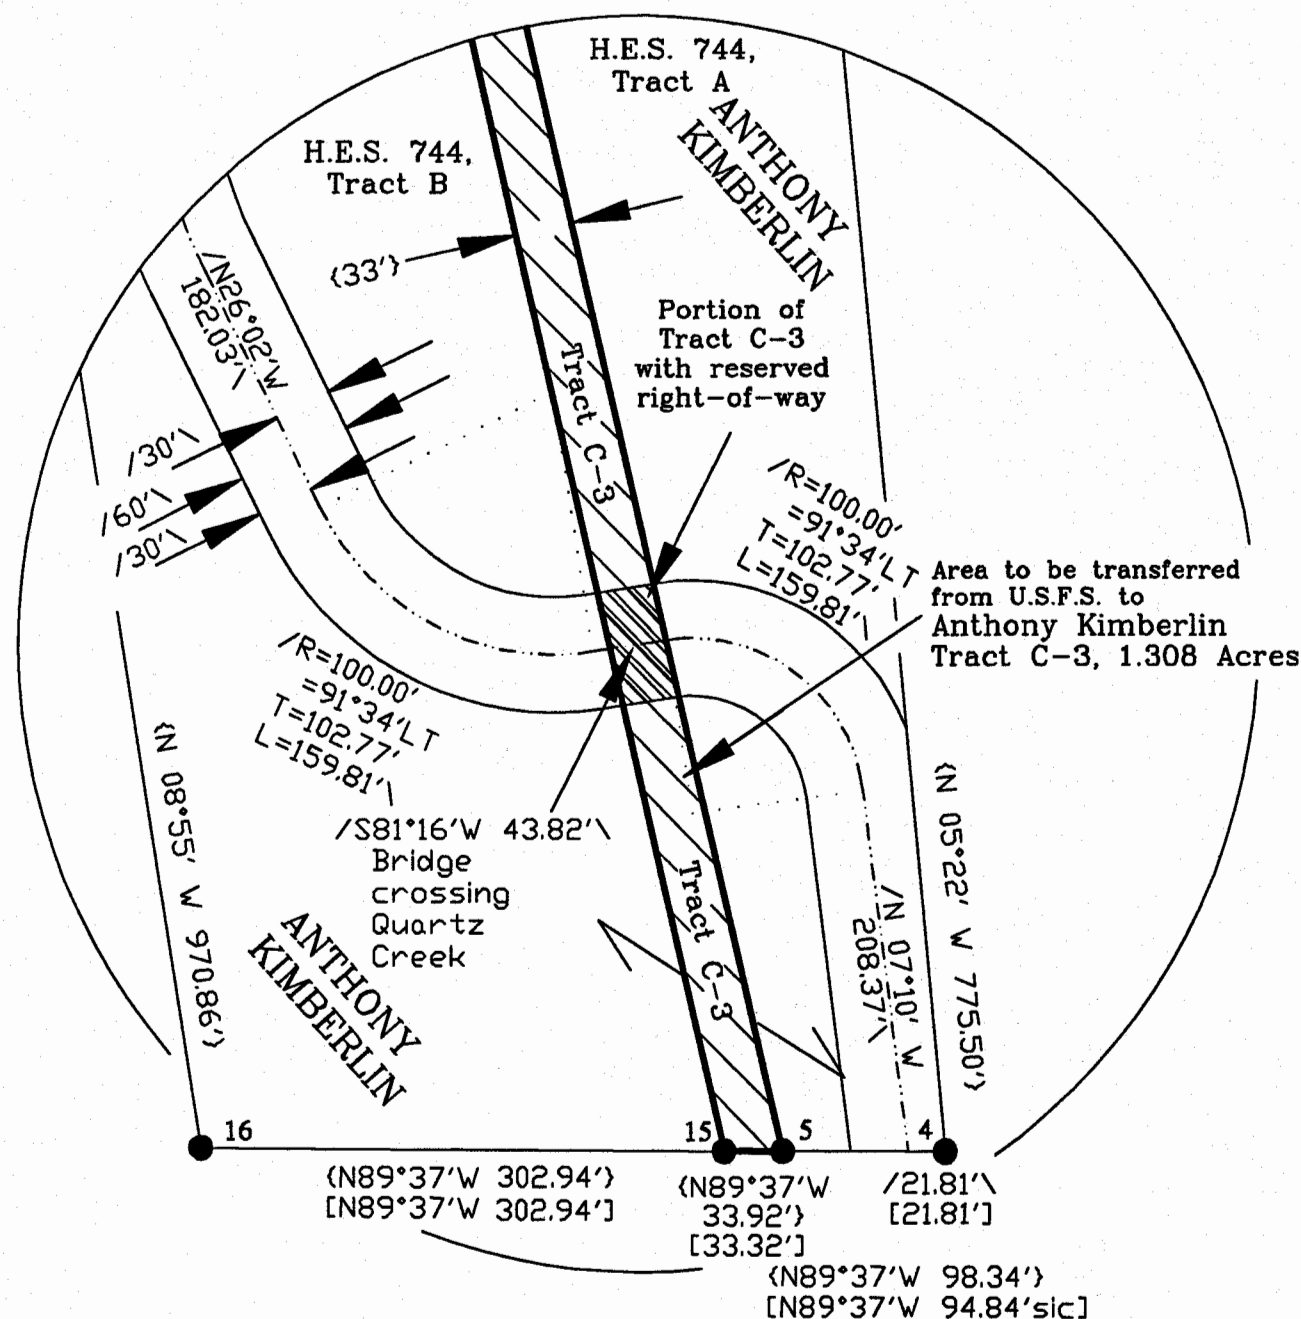 H.E.S. 744,
Tract A
ANTHONY
KIMBERLIN
H.E.S. 744,
Tract B
{33'}
/N26°02'W
182.03'\
Portion of
Tract C-3
with reserved
right-of-way
Tract C-3
/30'\
/60'\
/30'\
/R=100.00'
=91°34'LT
T=102.77'
L=159.81'\
Area to be transferred
from U.S.F.S. to
Anthony Kimberlin
Tract C-3, 1.308 Acres
/R=100.00'
=91°34'LT
T=102.77'
L=159.81'\
{N 08°55' W 970.86'}
/S81°16'W 43.82'\
Bridge
crossing
Quartz
Creek
{N 05°22' W 775.50'}
/N 07°10' W
208.37'\
Tract C-3
ANTHONY
KIMBERLIN
16
15
5
4
{N89°37'W 302.94'}
[N89°37'W 302.94']
{N89°37'W
33.92'}
[33.32']
/21.81'\
[21.81']
{N89°37'W 98.34'}
[N89°37'W 94.84'sic]